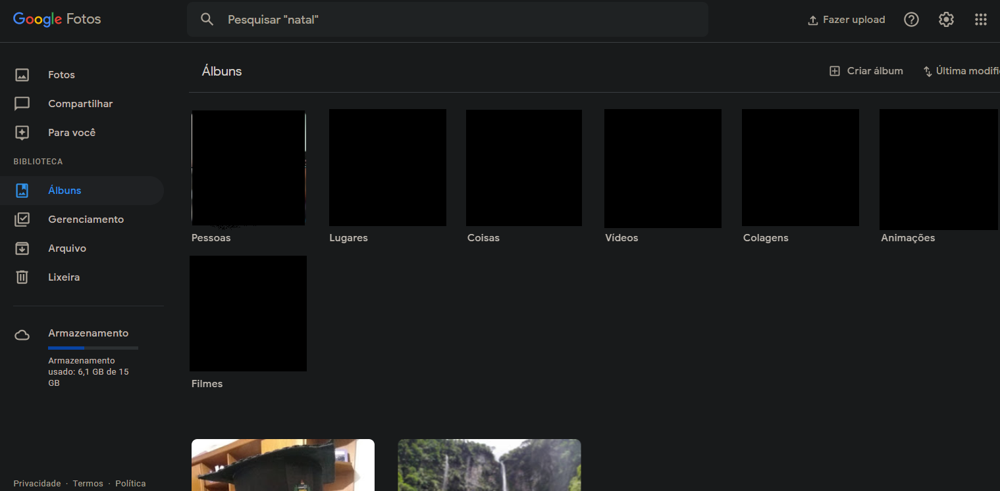 Google Fotos
Pesquisar "natal"
Fazer upload
Fotos
Compartilhar
Para você
BIBLIOTECA
Álbuns
Gerenciamento
Arquivo
Lixeira
Armazenamento
Armazenamento
usado: 6,1 GB de 15
GB
Privacidade · Termos · Política
Álbuns
Criar álbum
Última modifi
Pessoas
Lugares
Coisas
Vídeos
Colagens
Animações
Filmes